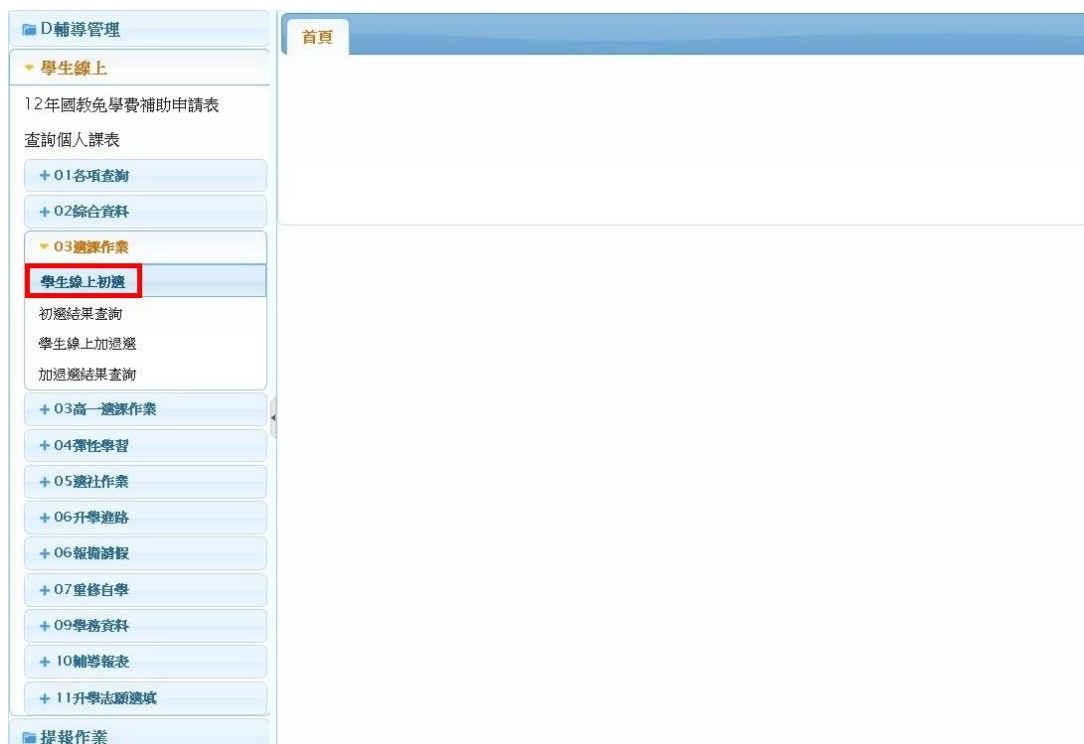 D輔導管理
首頁
學生線上
12年國教免學費補助申請表
查詢個人課表
+ 01各項查詢
+ 02綜合資料
03選課作業
學生線上初選
初選結果查詢
學生線上加退選
加退選結果查詢
+ 03高一選課作業
+ 04彈性學習
+ 05選社作業
+ 06升學進路
+ 06報備請假
+ 07重修自學
+ 09學務資料
+ 10輔導報表
+ 11升學志願選填
提報作業